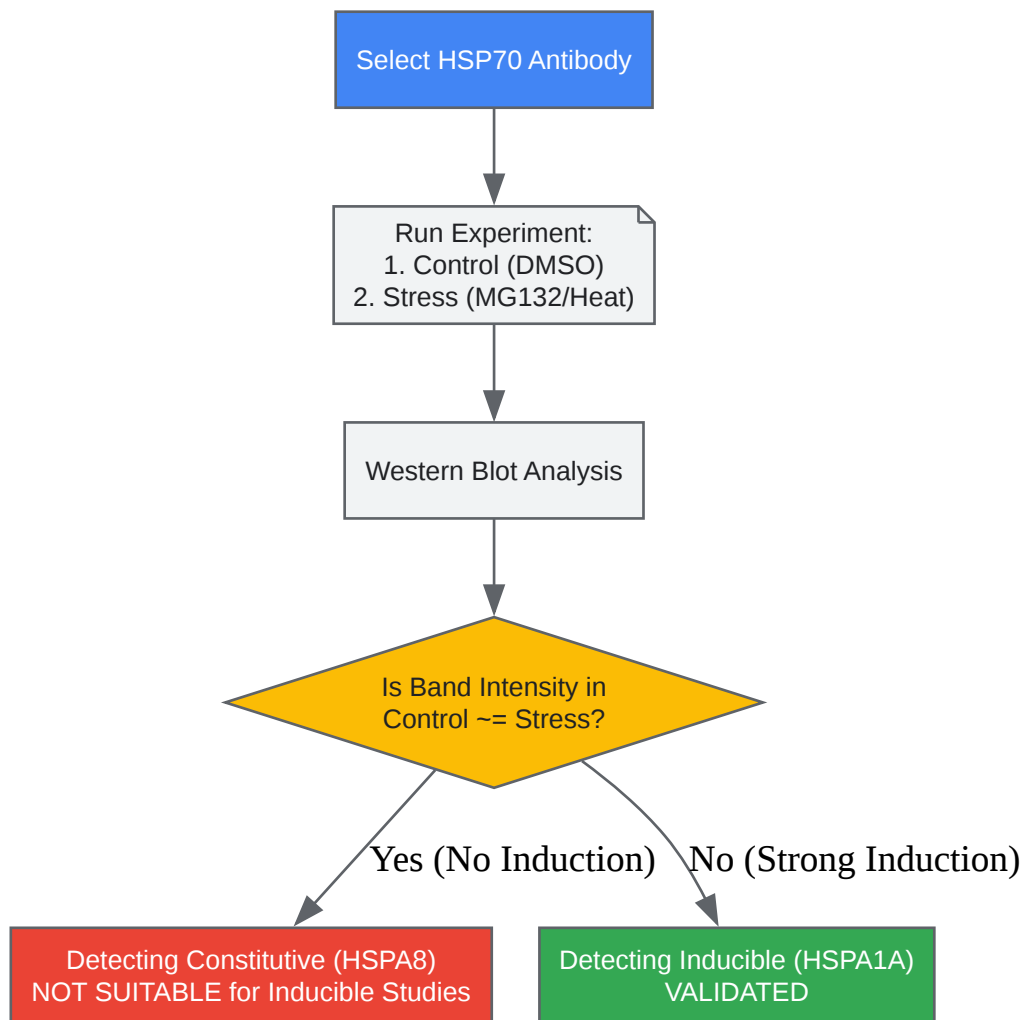 Select HSP70 Antibody
Run Experiment:
1. Control (DMSO)
2. Stress (MG132/Heat)
Western Blot Analysis
Is Band Intensity in
Control ~= Stress?
Yes (No Induction)
No (Strong Induction)
Detecting Constitutive (HSPA8)
NOT SUITABLE for Inducible Studies
Detecting Inducible (HSPA1A)
VALIDATED